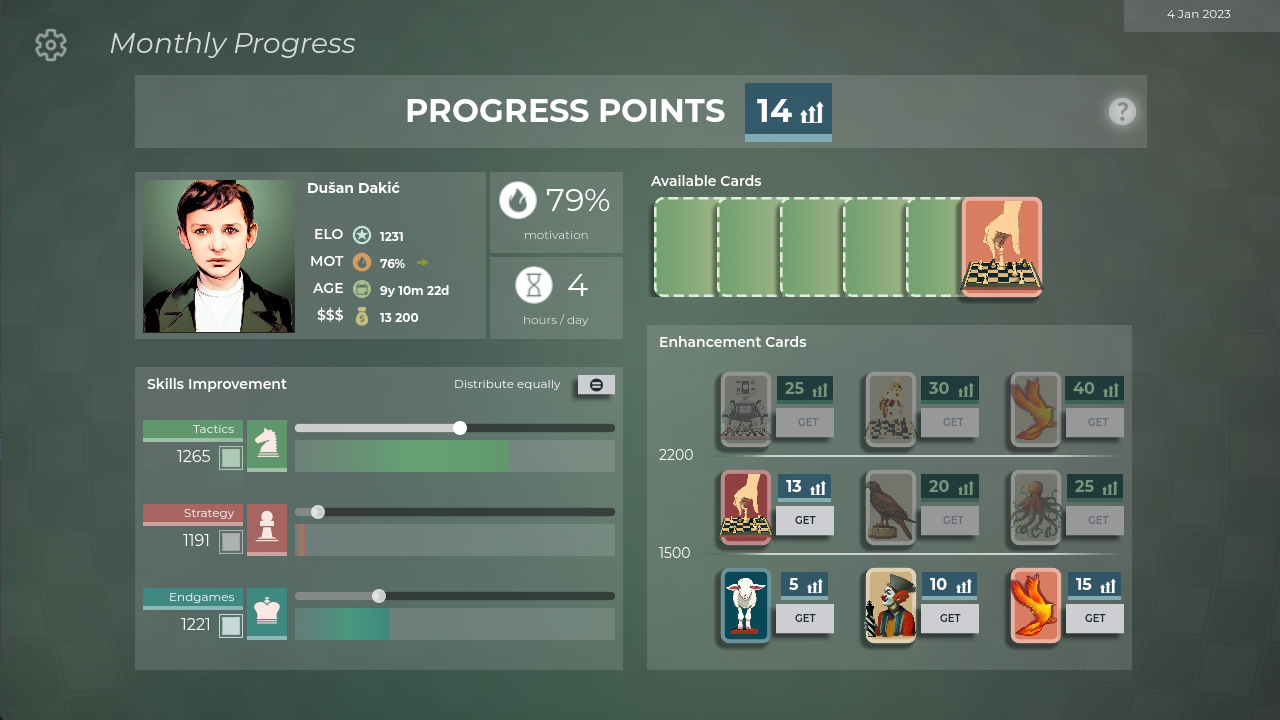 4 Jan 2023
Monthly Progress
PROGRESS POINTS 14
?
Dušan Dakić
ELO 1231
MOT 76%
AGE 9y 10m 22d
$$$ 13 200
79%
motivation
4
hours / day
Available Cards
Skills Improvement
Distribute equally
Tactics
1265
Strategy
1191
Endgames
1221
Enhancement Cards
25 30 40
GET GET GET
2200
13 20 25
GET GET GET
1500
5 10 15
GET GET GET